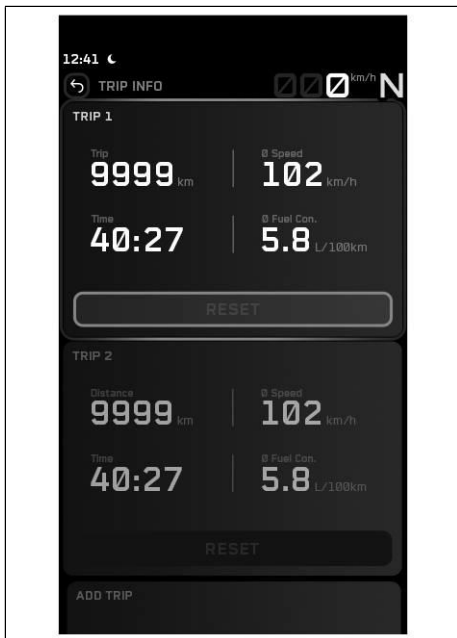 12:41
TRIP INFO 000 km/h N
TRIP 1
Trip Ø Speed
9999 km 102 km/h
Time Ø Fuel Con.
40:27 5.8 L/100km
RESET
TRIP 2
Distance Ø Speed
9999 km 102 km/h
Time Ø Fuel Con.
40:27 5.8 L/100km
RESET
ADD TRIP